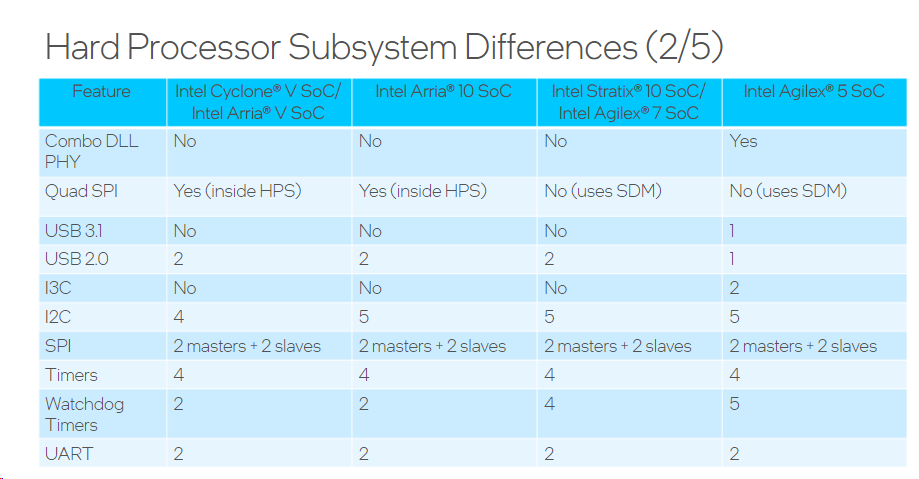 Hard Processor Subsystem Differences (2/5)
Feature Intel Cyclone® V SoC/ Intel Arria® 10 SoC Intel Stratix® 10 SoC/ Intel Agilex® 5 SoC
Intel Arria® V SoC Intel Agilex® 7 SoC
Combo DLL No No No Yes
PHY
Quad SPI Yes (inside HPS) Yes (inside HPS) No (uses SDM) No (uses SDM)
USB 3.1 No No No 1
USB 2.0 2 2 2 1
I3C No No No 2
I2C 4 5 5 5
SPI 2 masters + 2 slaves 2 masters + 2 slaves 2 masters + 2 slaves 2 masters + 2 slaves
Timers 4 4 4 4
Watchdog 2 2 4 5
Timers
UART 2 2 2 2